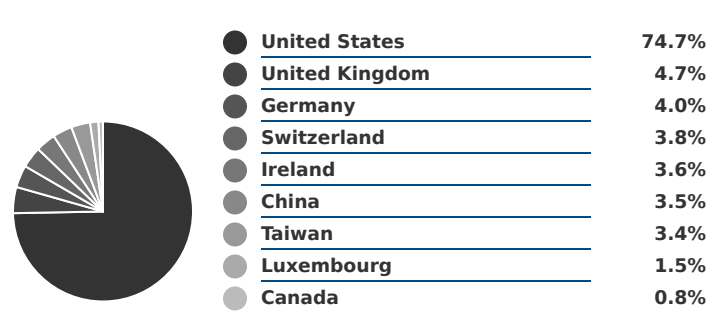 United States 74.7%
United Kingdom 4.7%
Germany 4.0%
Switzerland 3.8%
Ireland 3.6%
China 3.5%
Taiwan 3.4%
Luxembourg 1.5%
Canada 0.8%